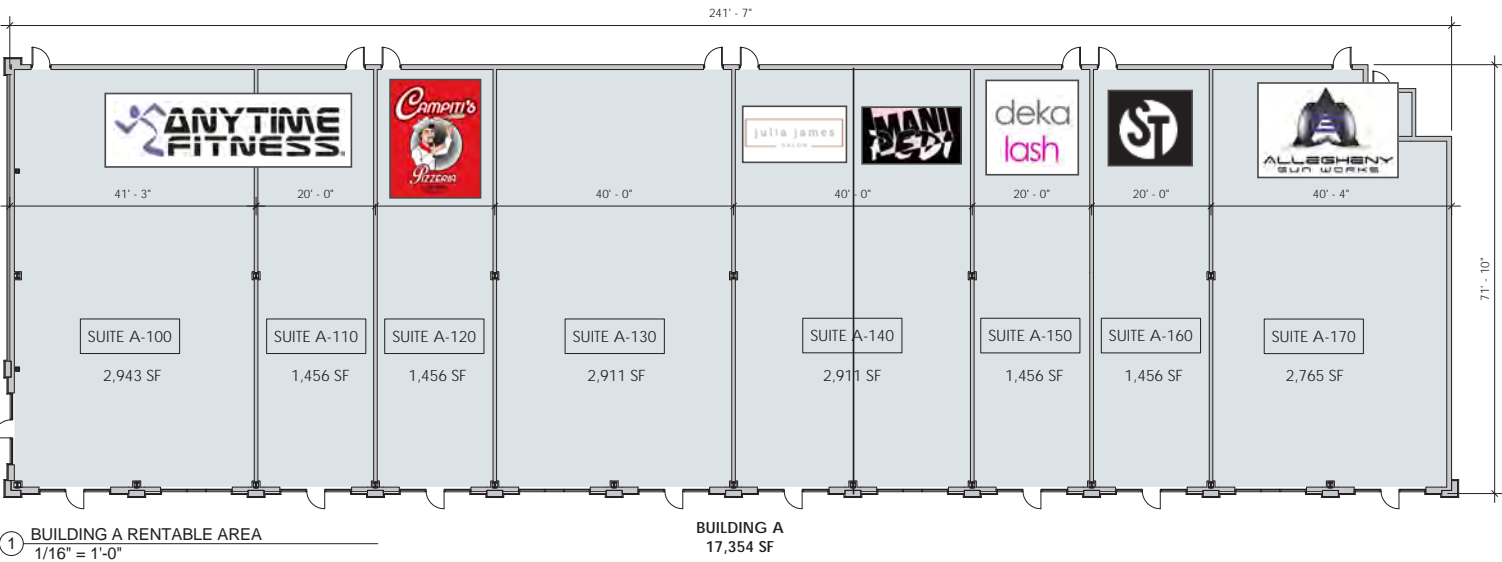 241' - 7"
ANYTIME
FITNESS
CAMPITI'S
PIZZERIA
julia james
SALON
MANI
PEDI
deka
lash
ST
ALLEGHENY
GUN WORKS
41' - 3"
20' - 0"
40' - 0"
40' - 0"
20' - 0"
20' - 0"
40' - 4"
71' - 10"
SUITE A-100
SUITE A-110
SUITE A-120
SUITE A-130
SUITE A-140
SUITE A-150
SUITE A-160
SUITE A-170
2,943 SF
1,456 SF
1,456 SF
2,911 SF
2,911 SF
1,456 SF
1,456 SF
2,765 SF
1
BUILDING A RENTABLE AREA
1/16" = 1'-0"
BUILDING A
17,354 SF